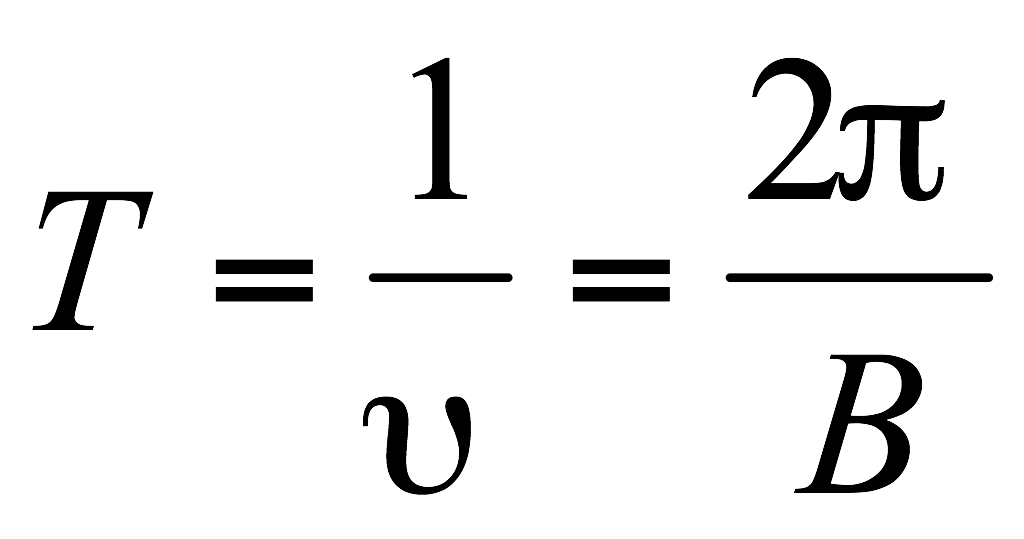 T = 1/υ = 2π/B